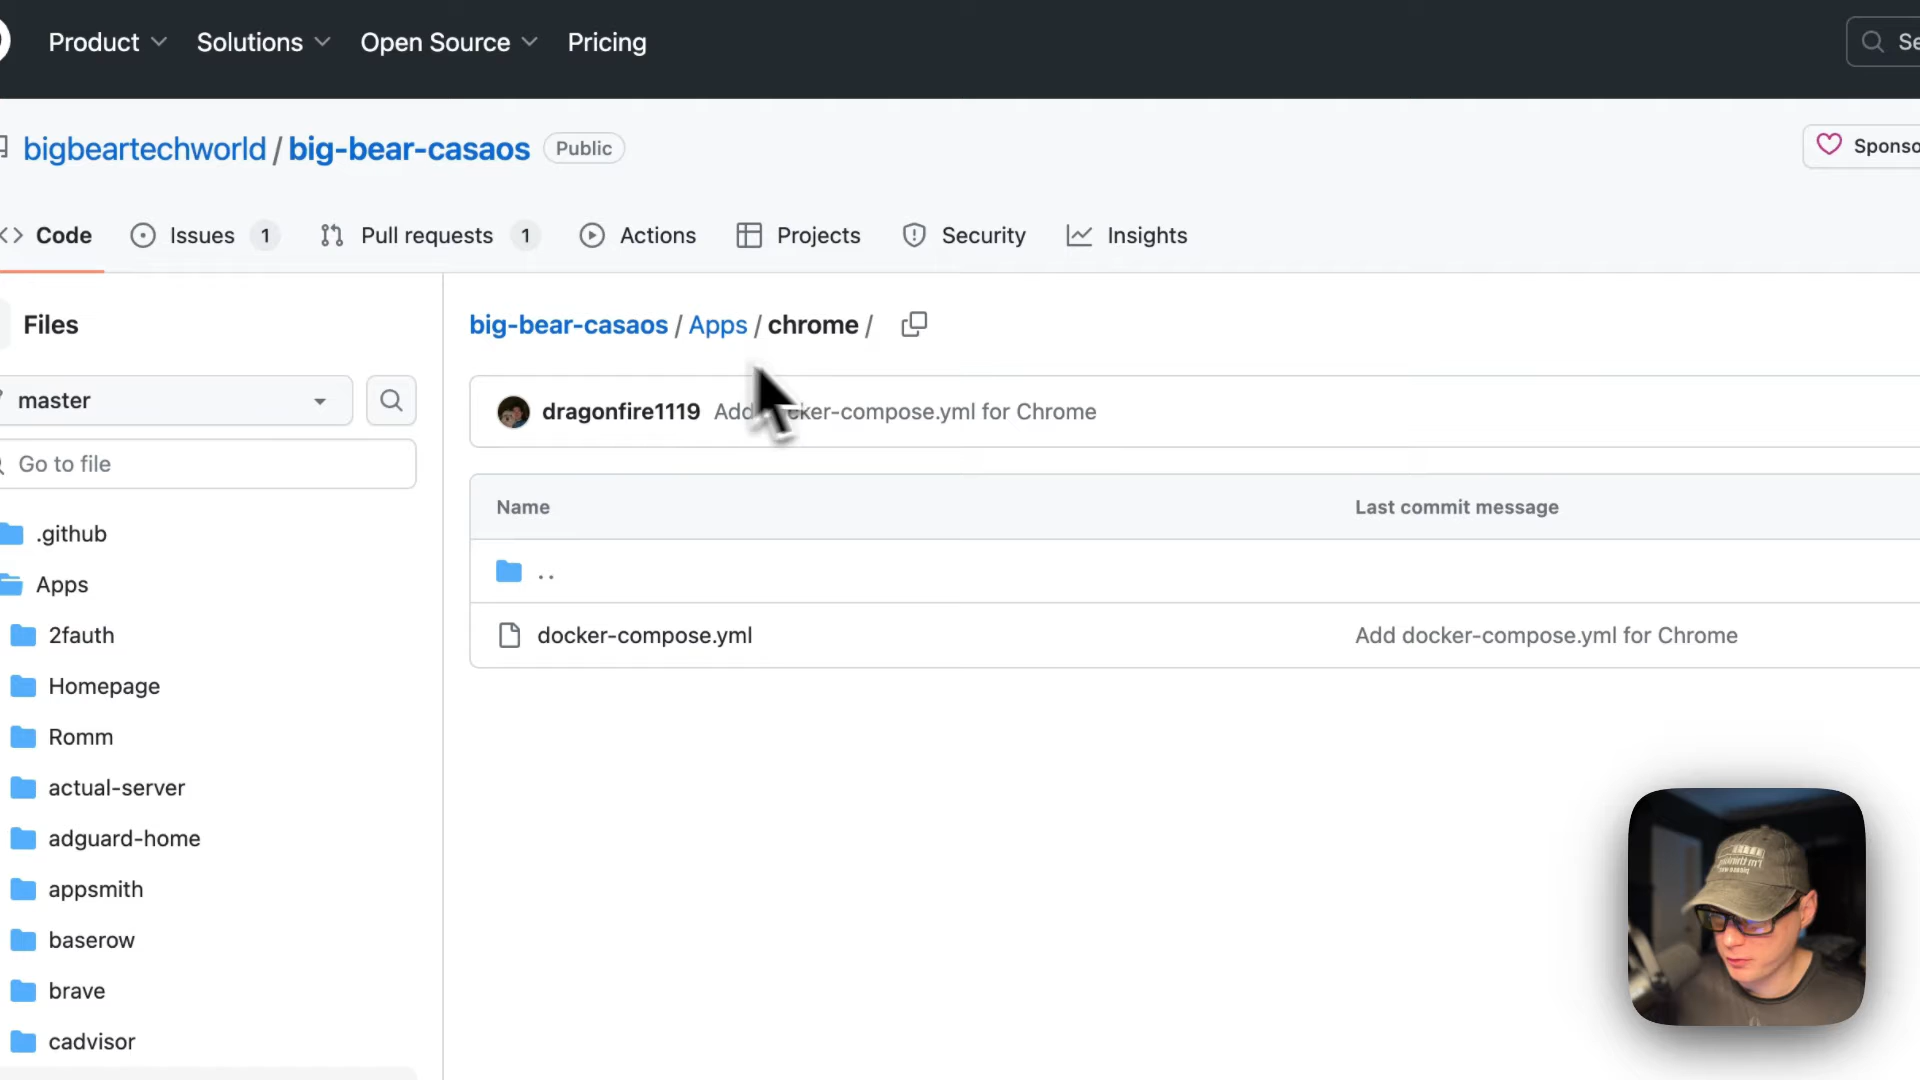 Product Solutions Open Source Pricing
bigbeartechworld / big-bear-casaos Public
Code Issues 1 Pull requests 1 Actions Projects Security Insights
Files
big-bear-casaos / Apps / chrome /
master
dragonfire1119 Add docker-compose.yml for Chrome
Go to file
Name Last commit message
.github
..
Apps
2fauth
docker-compose.yml Add docker-compose.yml for Chrome
Homepage
Romm
actual-server
adguard-home
appsmith
baserow
brave
cadvisor